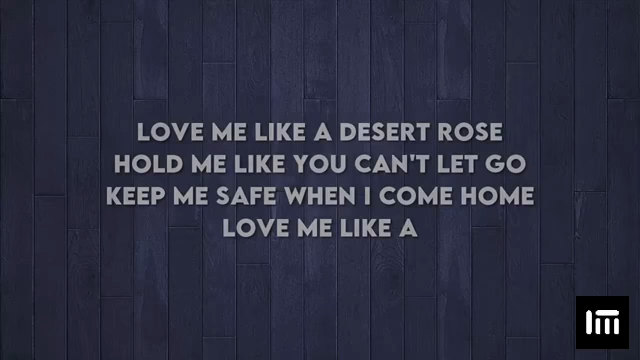 LOVE ME LIKE A DESERT ROSE
HOLD ME LIKE YOU CAN'T LET GO
KEEP ME SAFE WHEN I COME HOME
LOVE ME LIKE A